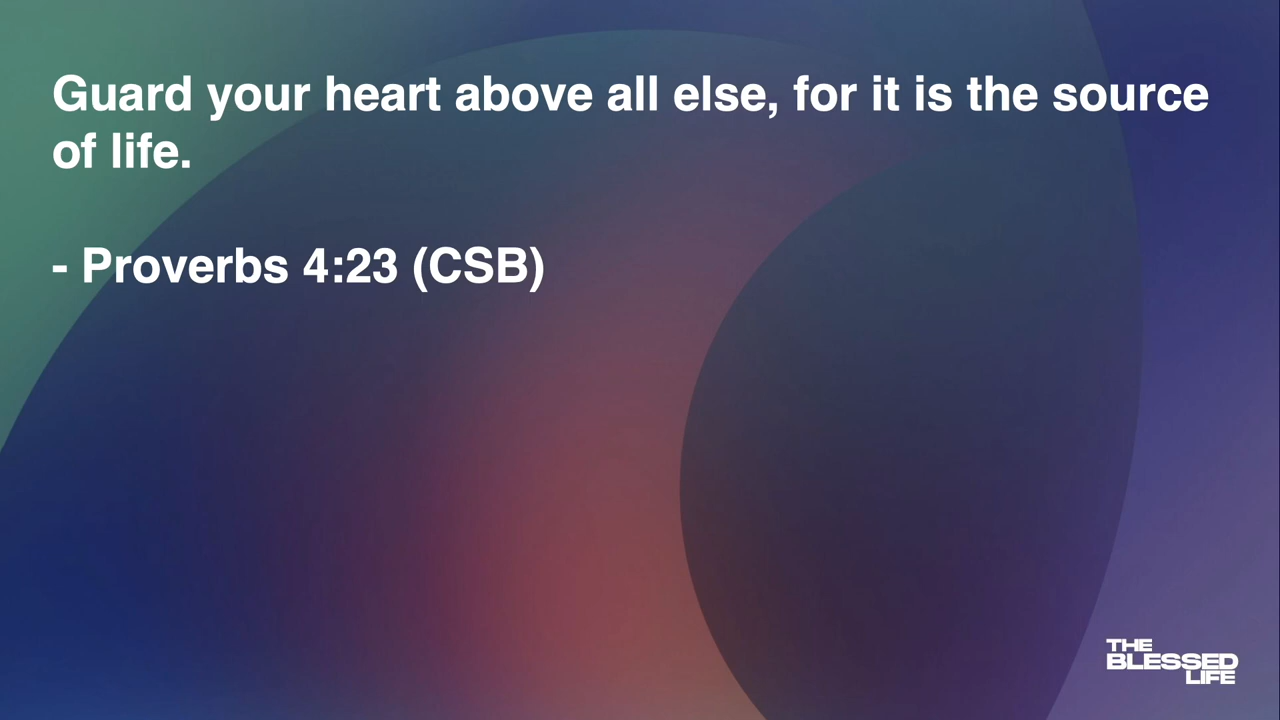 Guard your heart above all else, for it is the source
of life.
- Proverbs 4:23 (CSB)
THE
BLESSED
LIFE